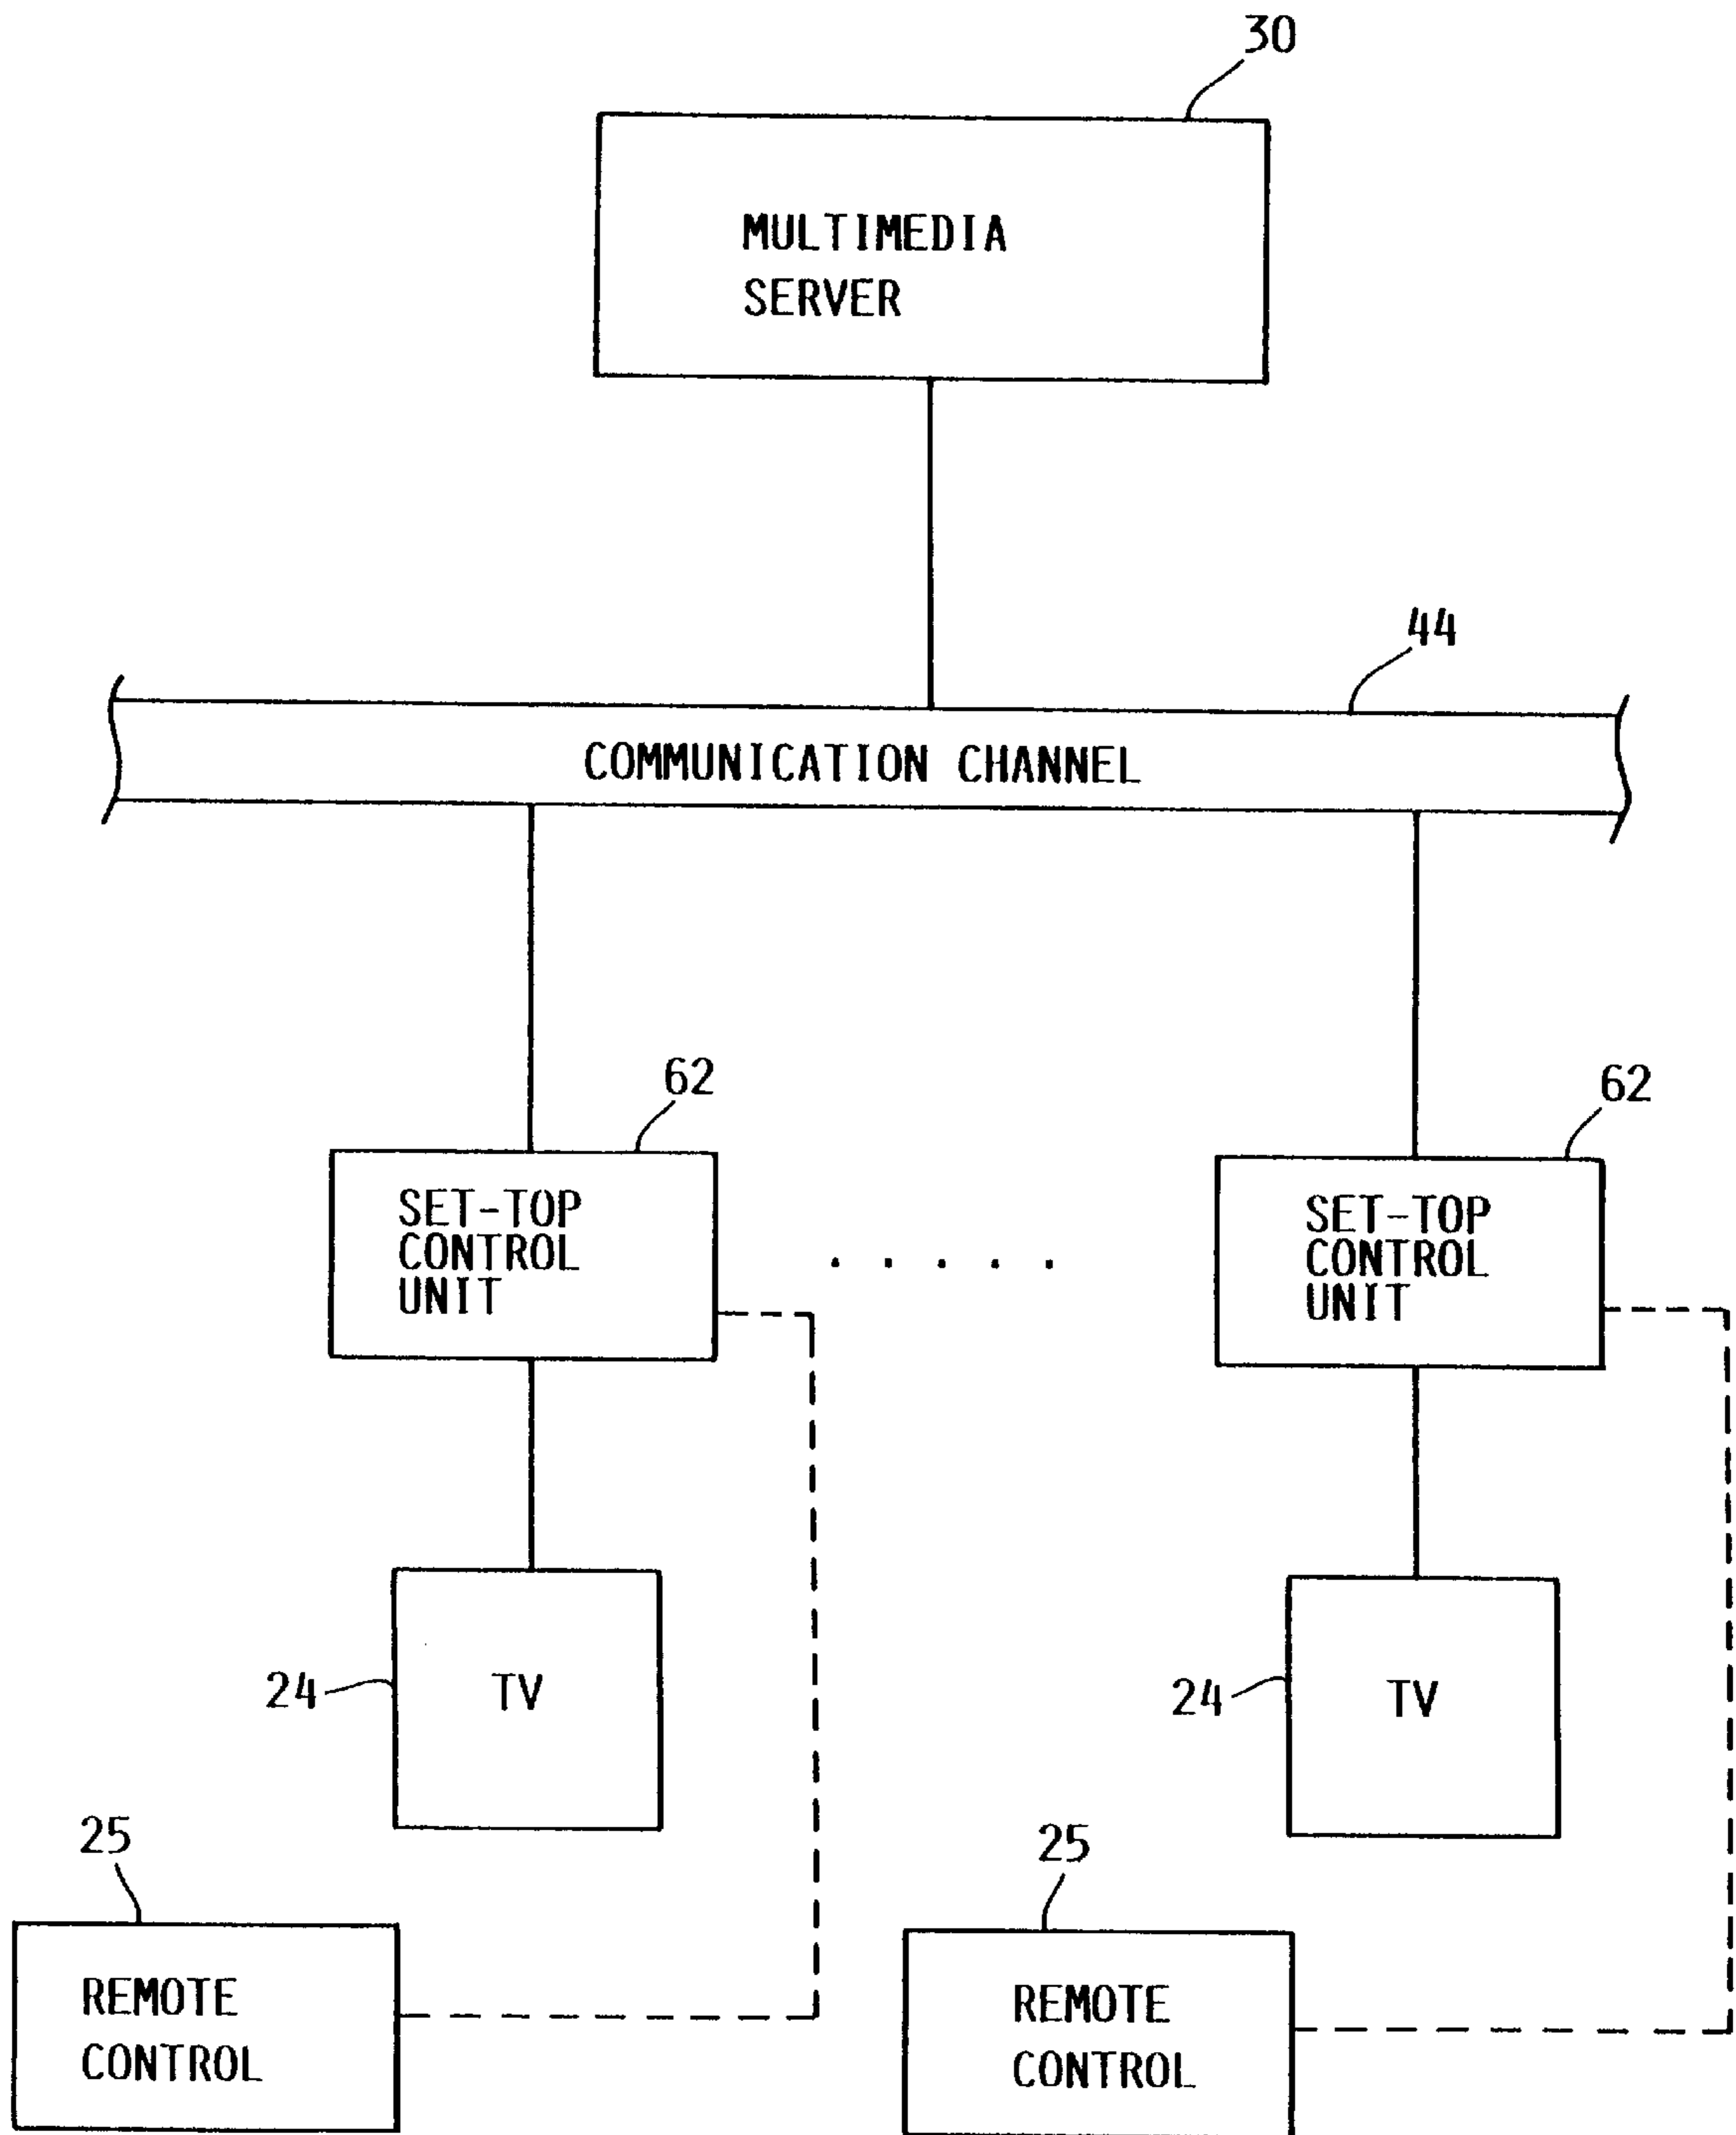 30
MULTIMEDIA
SERVER
44
COMMUNICATION CHANNEL
62
62
SET-TOP
CONTROL
UNIT
SET-TOP
CONTROL
UNIT
24
TV
24
TV
25
25
REMOTE
CONTROL
REMOTE
CONTROL